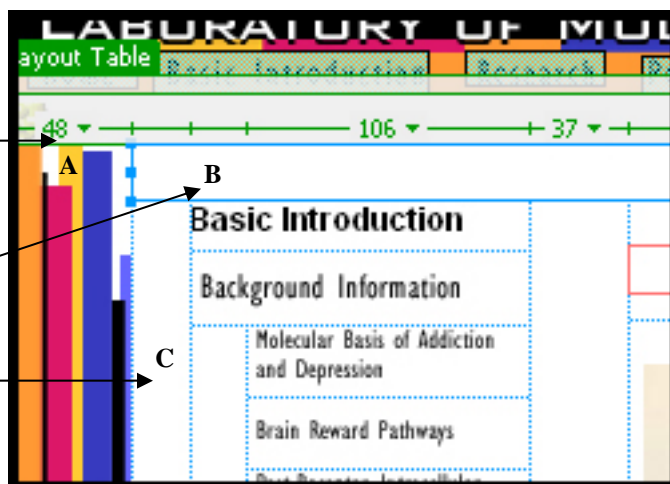 LABORATORY OF MOL
ayout Table
Basic Introduction
Research
48
106
37
A
B
Basic Introduction
Background Information
C
Molecular Basis of Addiction
and Depression
Brain Reward Pathways